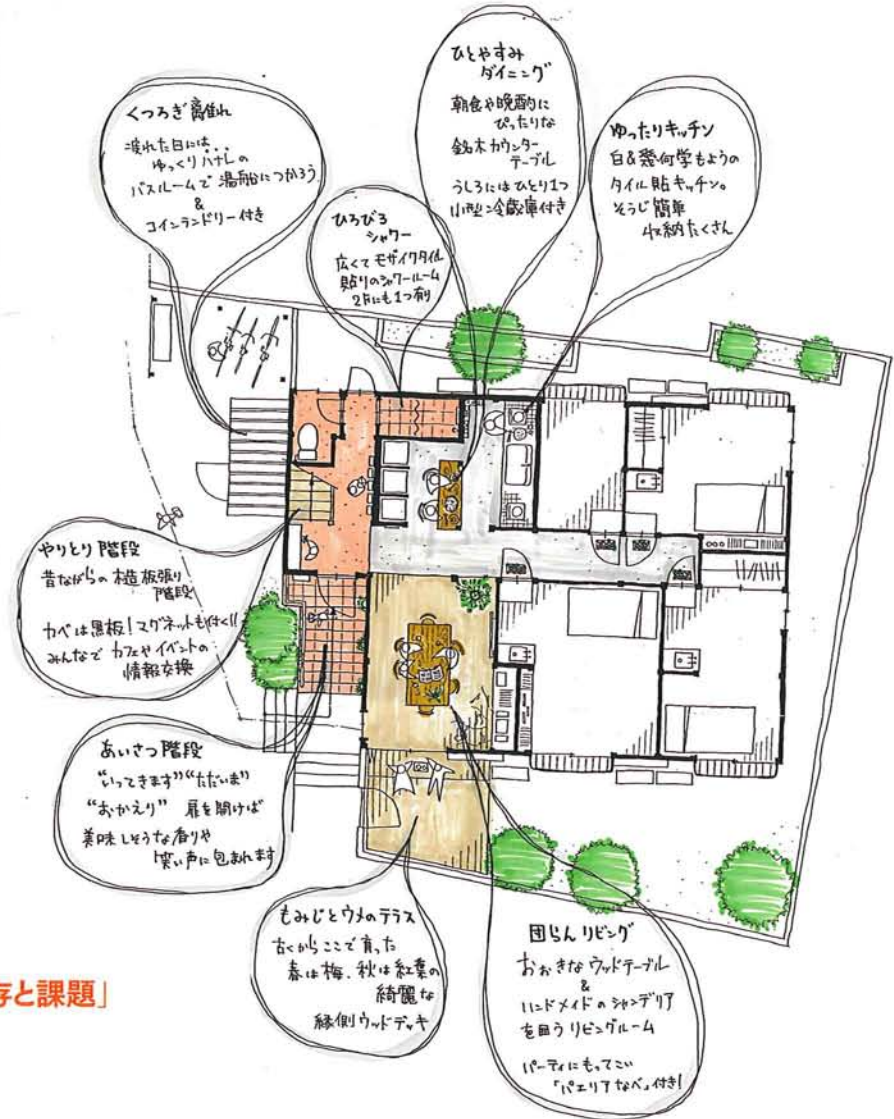 くつろぎ離れ
疲れた日には...
ゆっくりハナレの
バスルームで湯船につかろう
&
コインランドリー付き
ひろびろ
シャワー
広くてモザイクタイル
貼りのシャワールーム
2Fにも1つ有り
ひとやすみ
ダイニング
朝食や晩酌に
ぴったりな
銘木カウンター
テーブル
うしろにはひとり1つ
小型冷蔵庫付き
ゆったりキッチン
白&幾何学もようの
タイル貼キッチン。
そうじ簡単
収納たくさん
やりとり階段
昔ながらの木造板張り
階段
カベは黒板!マグネットも付く!!
みんなでカフェやイベントの
情報交換
あいさつ階段
“いってきます”“ただいま”
“おかえり” 扉を開けば
美味しそうな香りや
笑い声に包まれます
もみじとウメのテラス
古くからここで育った
春は梅、秋は紅葉の
綺麗な
縁側ウッドデッキ
団らんリビング
おおきなウッドテーブル
&
ハンドメイドのシャンデリア
を囲うリビングルーム
パーティにもってこい
「パエリアなべ」付き!
存と課題」